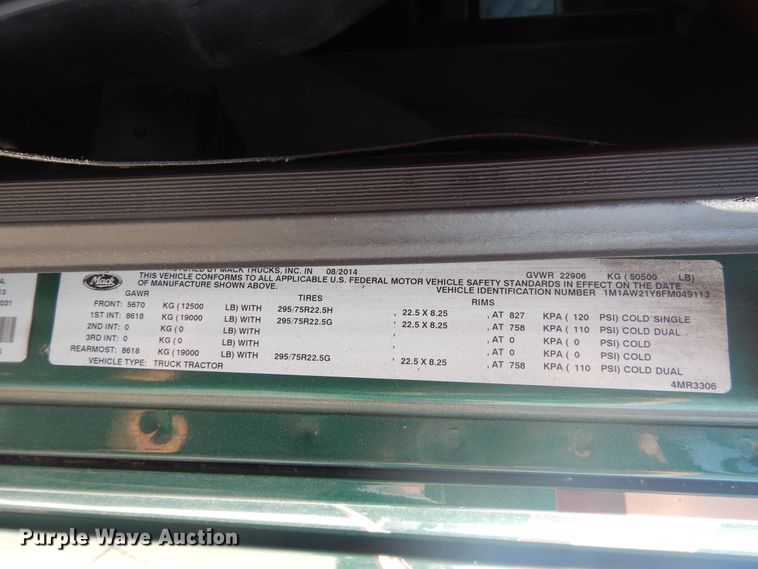 Mack
BY MACK TRUCKS, INC. IN 08/2014 GVWR 22906 KG (50500 LB)
THIS VEHICLE CONFORMS TO ALL APPLICABLE U.S. FEDERAL MOTOR VEHICLE SAFETY STANDARDS IN EFFECT ON THE DATE
OF MANUFACTURE SHOWN ABOVE. VEHICLE IDENTIFICATION NUMBER 1M1AW21Y8FM049113
GAWR TIRES RIMS
FRONT: 5670 KG (12500 LB) WITH 295/75R22.5H , 22.5 X 8.25 , AT 827 KPA ( 120 PSI) COLD SINGLE
1ST INT: 8618 KG (19000 LB) WITH 295/75R22.5G , 22.5 X 8.25 , AT 758 KPA ( 110 PSI) COLD DUAL
2ND INT: 0 KG (0 LB) WITH , , AT 0 KPA ( 0 PSI) COLD
3RD INT: 0 KG (0 LB) WITH , , AT 0 KPA ( 0 PSI) COLD
REARMOST: 8618 KG (19000 LB) WITH 295/75R22.5G , 22.5 X 8.25 , AT 758 KPA ( 110 PSI) COLD DUAL
VEHICLE TYPE: TRUCK TRACTOR
4MR3306
Purple Wave Auction